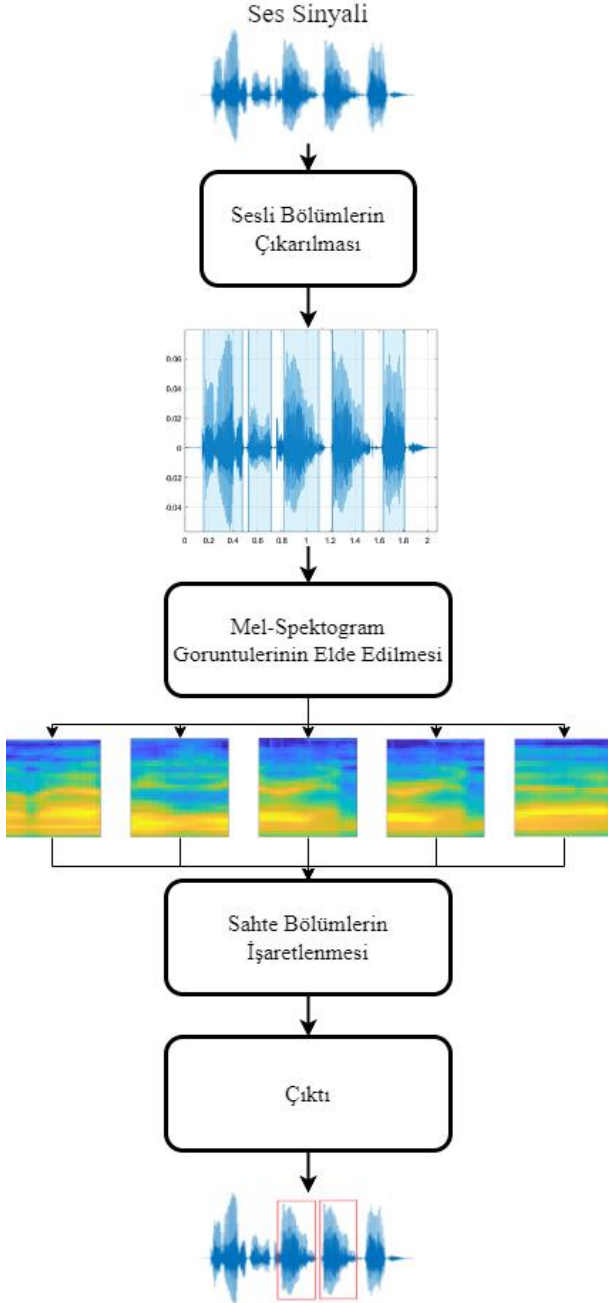 Ses Sinyali
Sesli Bölümlerin
Çıkarılması
0.06
0.04
0.02
0
-0.02
-0.04
0 0.2 0.4 0.6 0.8 1 1.2 1.4 1.6 1.8 2
Mel-Spektogram
Goruntulerinin Elde Edilmesi
Sahte Bölümlerin
İşaretlenmesi
Çıktı